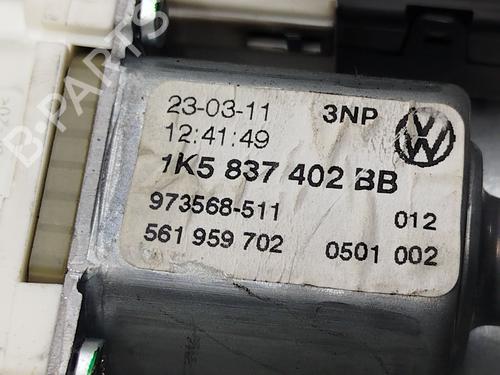 23-03-11 3NP
12:41:49
1K5 837 402 BB
973568-511 012
561 959 702 0501 002
B-PARTS